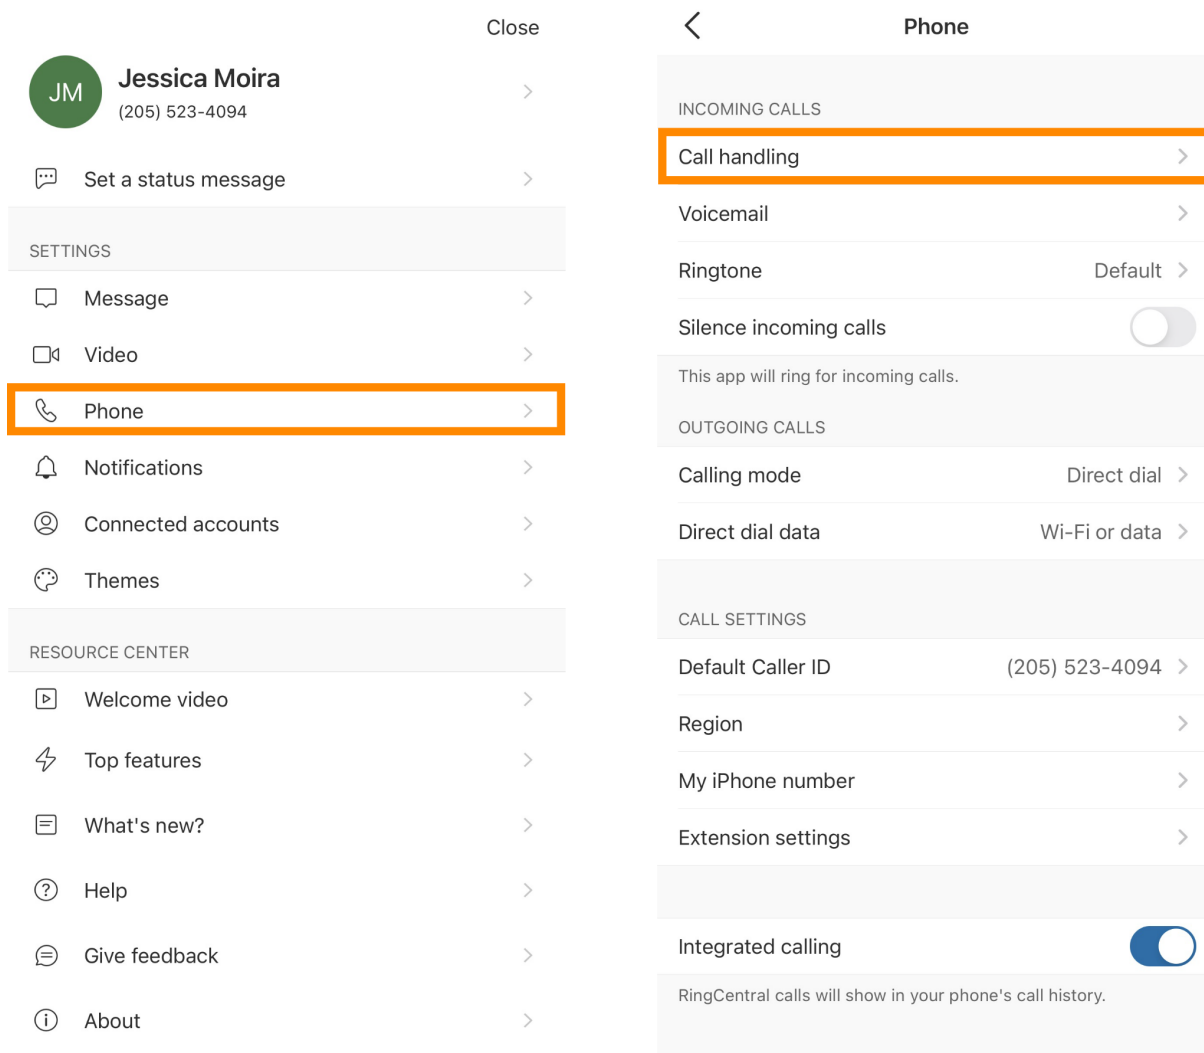 Close
JM
Jessica Moira
(205) 523-4094
Set a status message
SETTINGS
Message
Video
Phone
Notifications
Connected accounts
Themes
RESOURCE CENTER
Welcome video
Top features
What's new?
Help
Give feedback
About
Phone
INCOMING CALLS
Call handling
Voicemail
Ringtone Default
Silence incoming calls
This app will ring for incoming calls.
OUTGOING CALLS
Calling mode Direct dial
Direct dial data Wi-Fi or data
CALL SETTINGS
Default Caller ID (205) 523-4094
Region
My iPhone number
Extension settings
Integrated calling
RingCentral calls will show in your phone's call history.